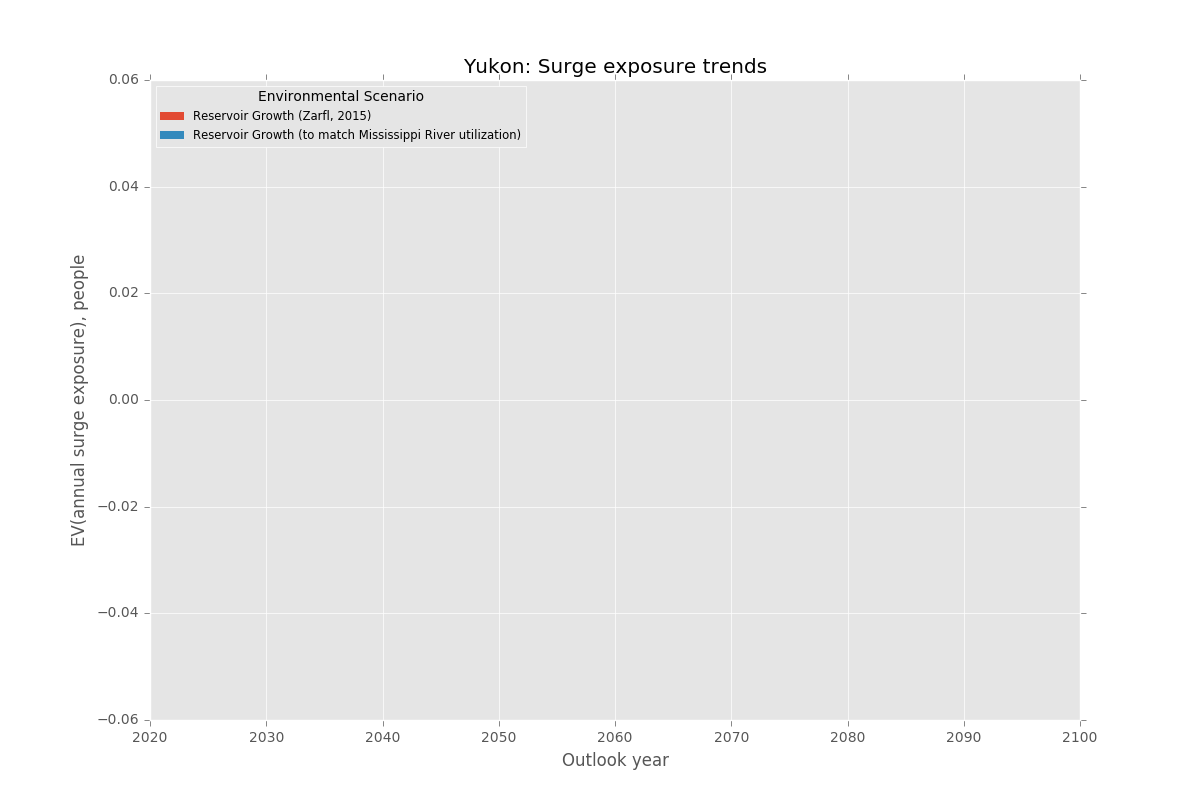 Yukon: Surge exposure trends
Environmental Scenario
Reservoir Growth (Zarfl, 2015)
Reservoir Growth (to match Mississippi River utilization)
EV(annual surge exposure), people
0.06
0.04
0.02
0.00
−0.02
−0.04
−0.06
2020 2030 2040 2050 2060 2070 2080 2090 2100
Outlook year